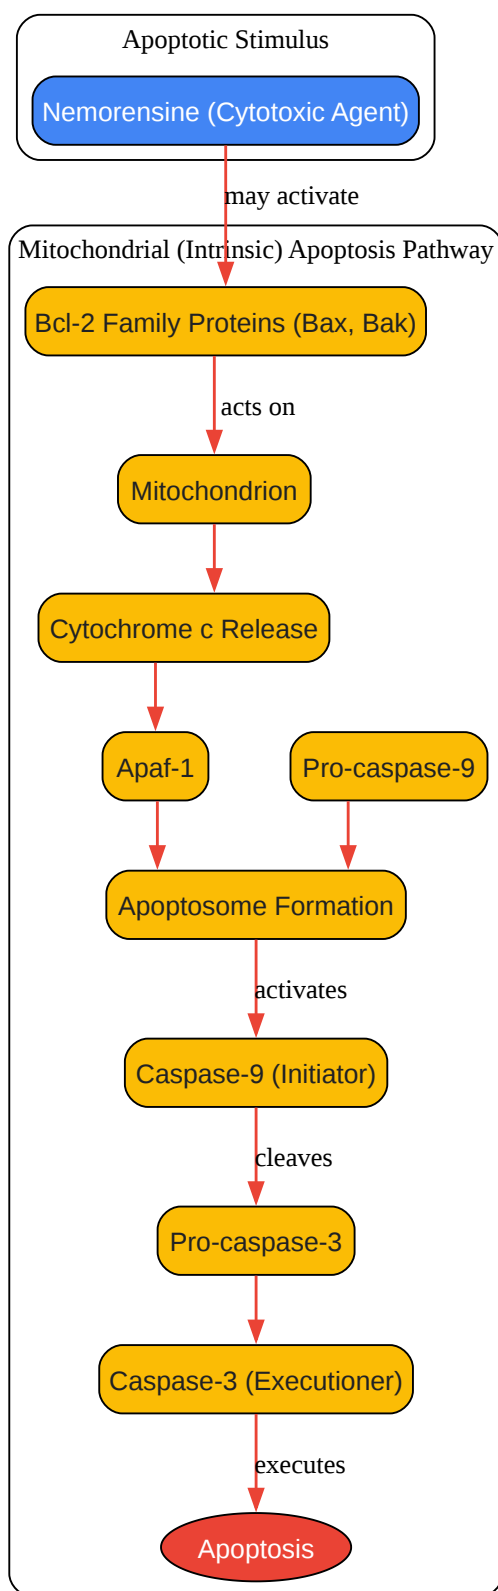 Apoptotic Stimulus
Nemorensine (Cytotoxic Agent)
may activate
Mitochondrial (Intrinsic) Apoptosis Pathway
Bcl-2 Family Proteins (Bax, Bak)
acts on
Mitochondrion
Cytochrome c Release
Apaf-1
Pro-caspase-9
Apoptosome Formation
activates
Caspase-9 (Initiator)
cleaves
Pro-caspase-3
Caspase-3 (Executioner)
executes
Apoptosis